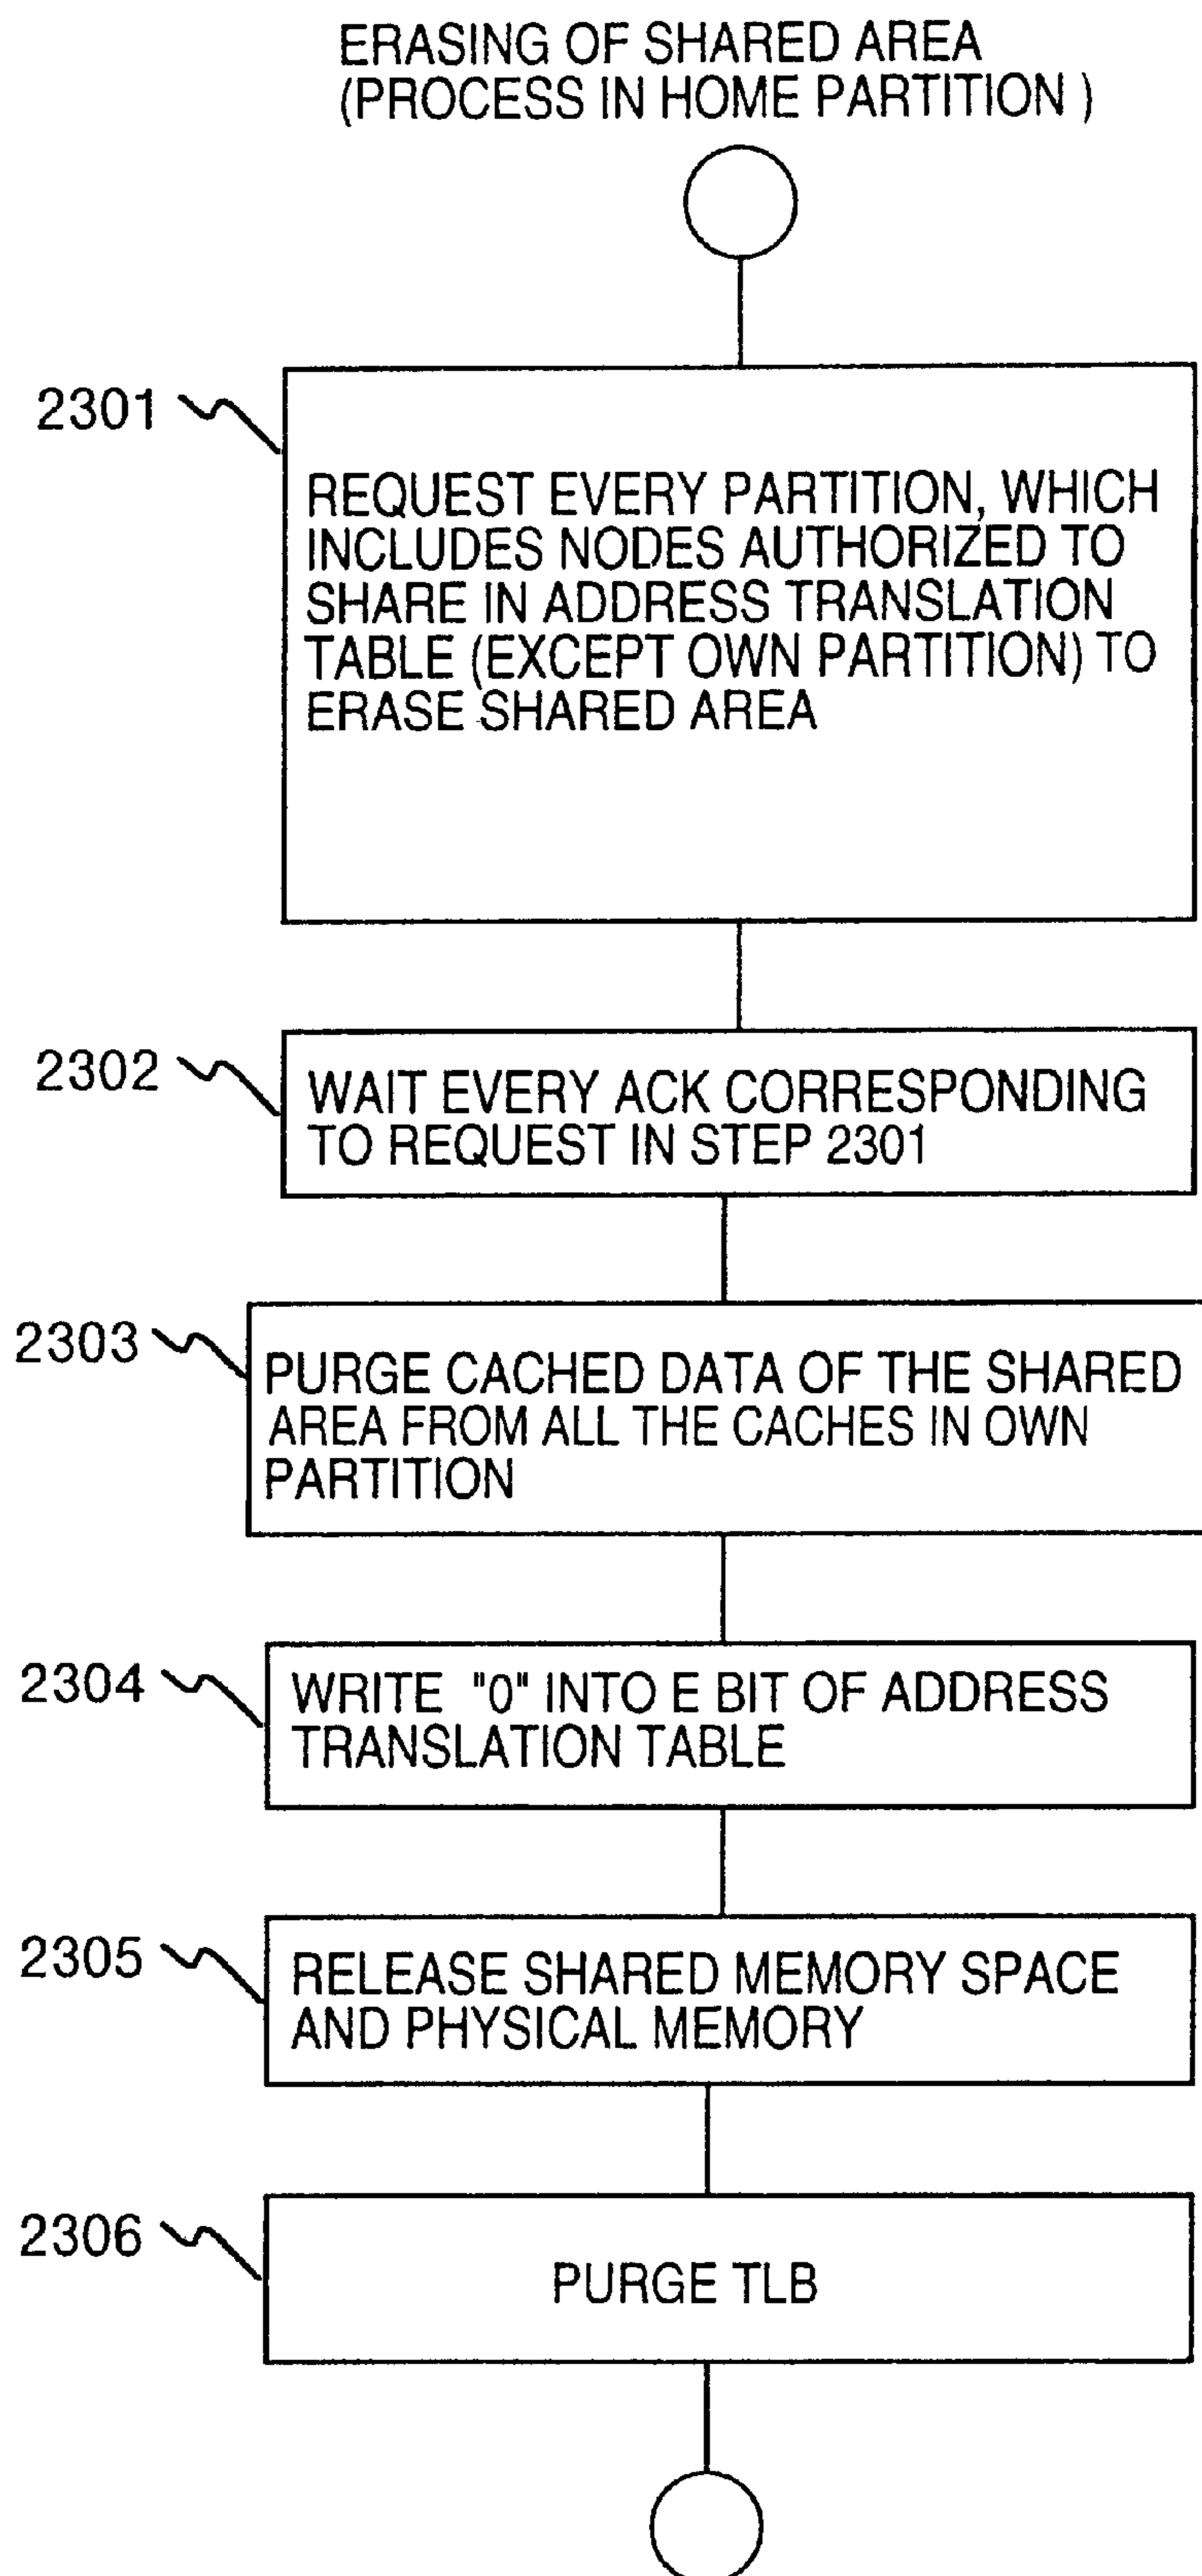 ERASING OF SHARED AREA
(PROCESS IN HOME PARTITION )
2301
REQUEST EVERY PARTITION, WHICH
INCLUDES NODES AUTHORIZED TO
SHARE IN ADDRESS TRANSLATION
TABLE (EXCEPT OWN PARTITION) TO
ERASE SHARED AREA
2302
WAIT EVERY ACK CORRESPONDING
TO REQUEST IN STEP 2301
2303
PURGE CACHED DATA OF THE SHARED
AREA FROM ALL THE CACHES IN OWN
PARTITION
2304
WRITE "0" INTO E BIT OF ADDRESS
TRANSLATION TABLE
2305
RELEASE SHARED MEMORY SPACE
AND PHYSICAL MEMORY
2306
PURGE TLB